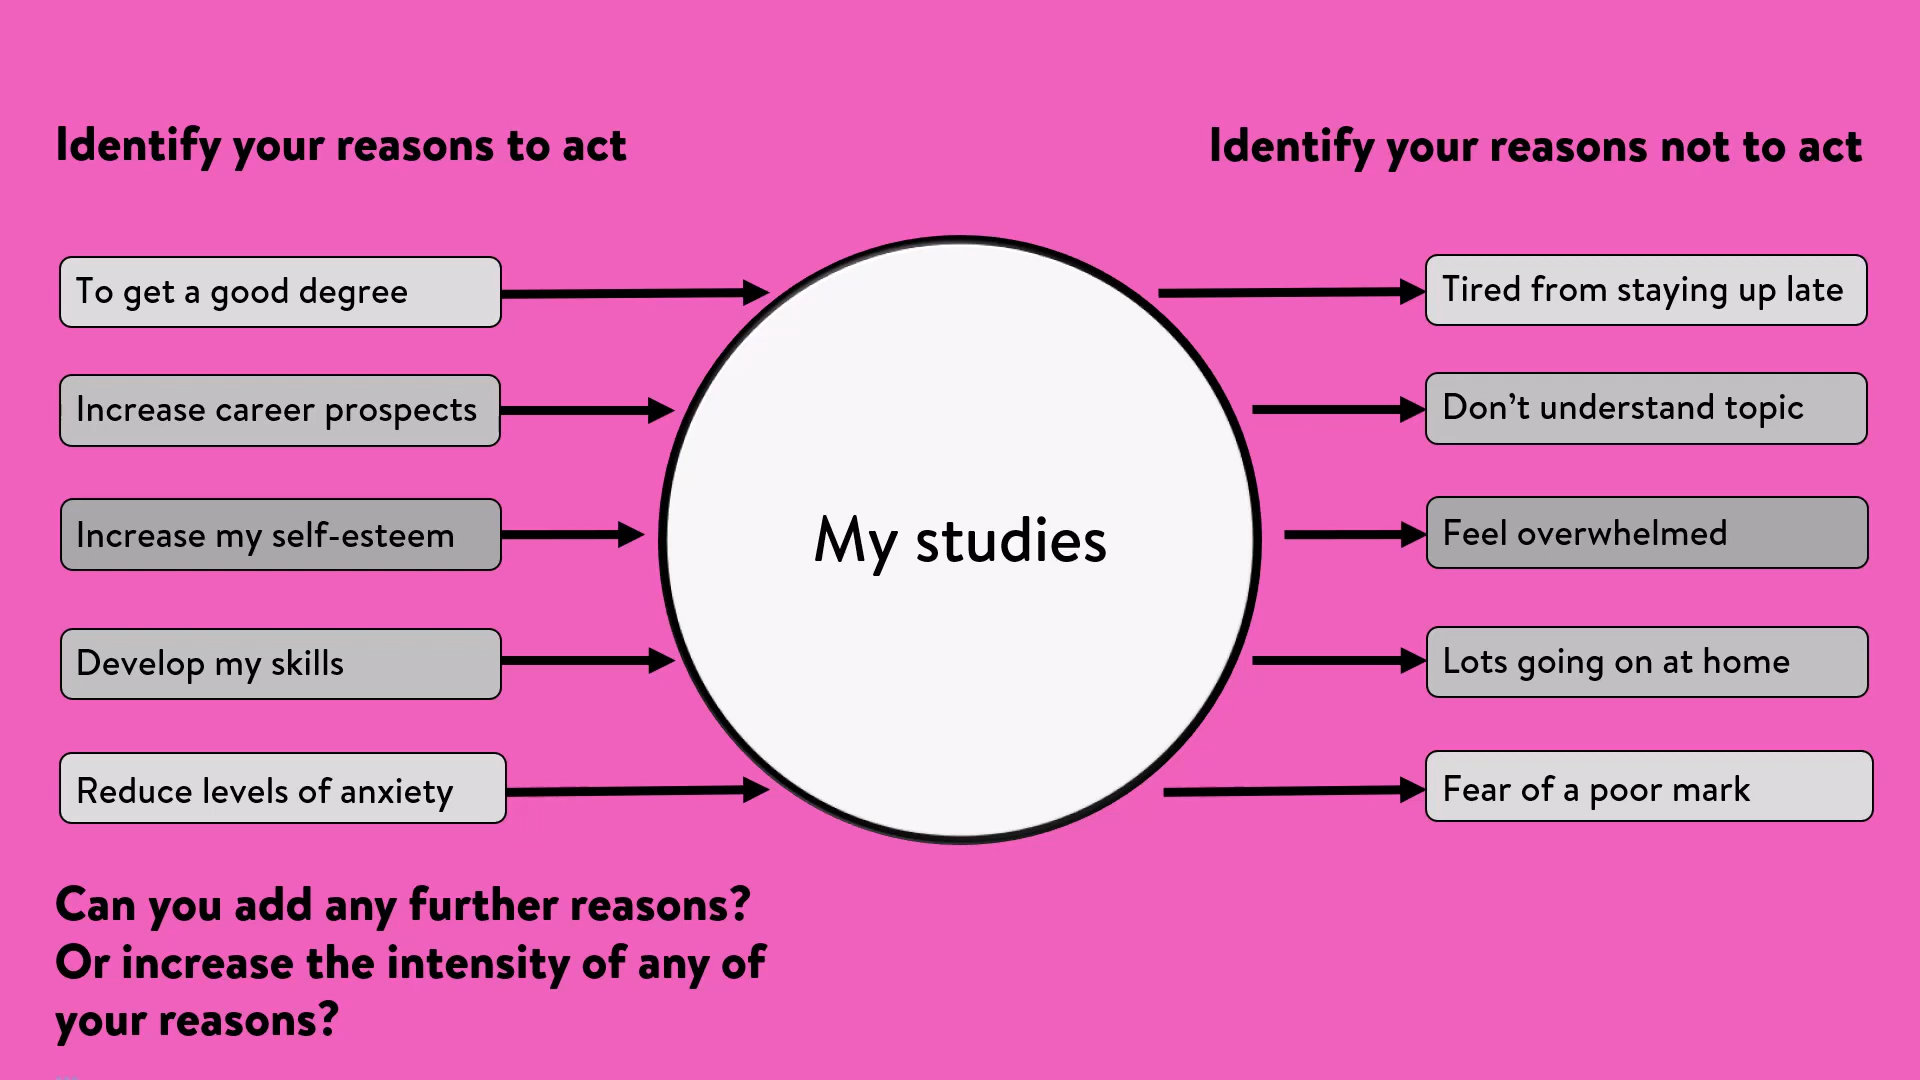 Identify your reasons to act
Identify your reasons not to act
To get a good degree
Increase career prospects
Increase my self-esteem
Develop my skills
Reduce levels of anxiety
My studies
Tired from staying up late
Don’t understand topic
Feel overwhelmed
Lots going on at home
Fear of a poor mark
Can you add any further reasons?
Or increase the intensity of any of
your reasons?